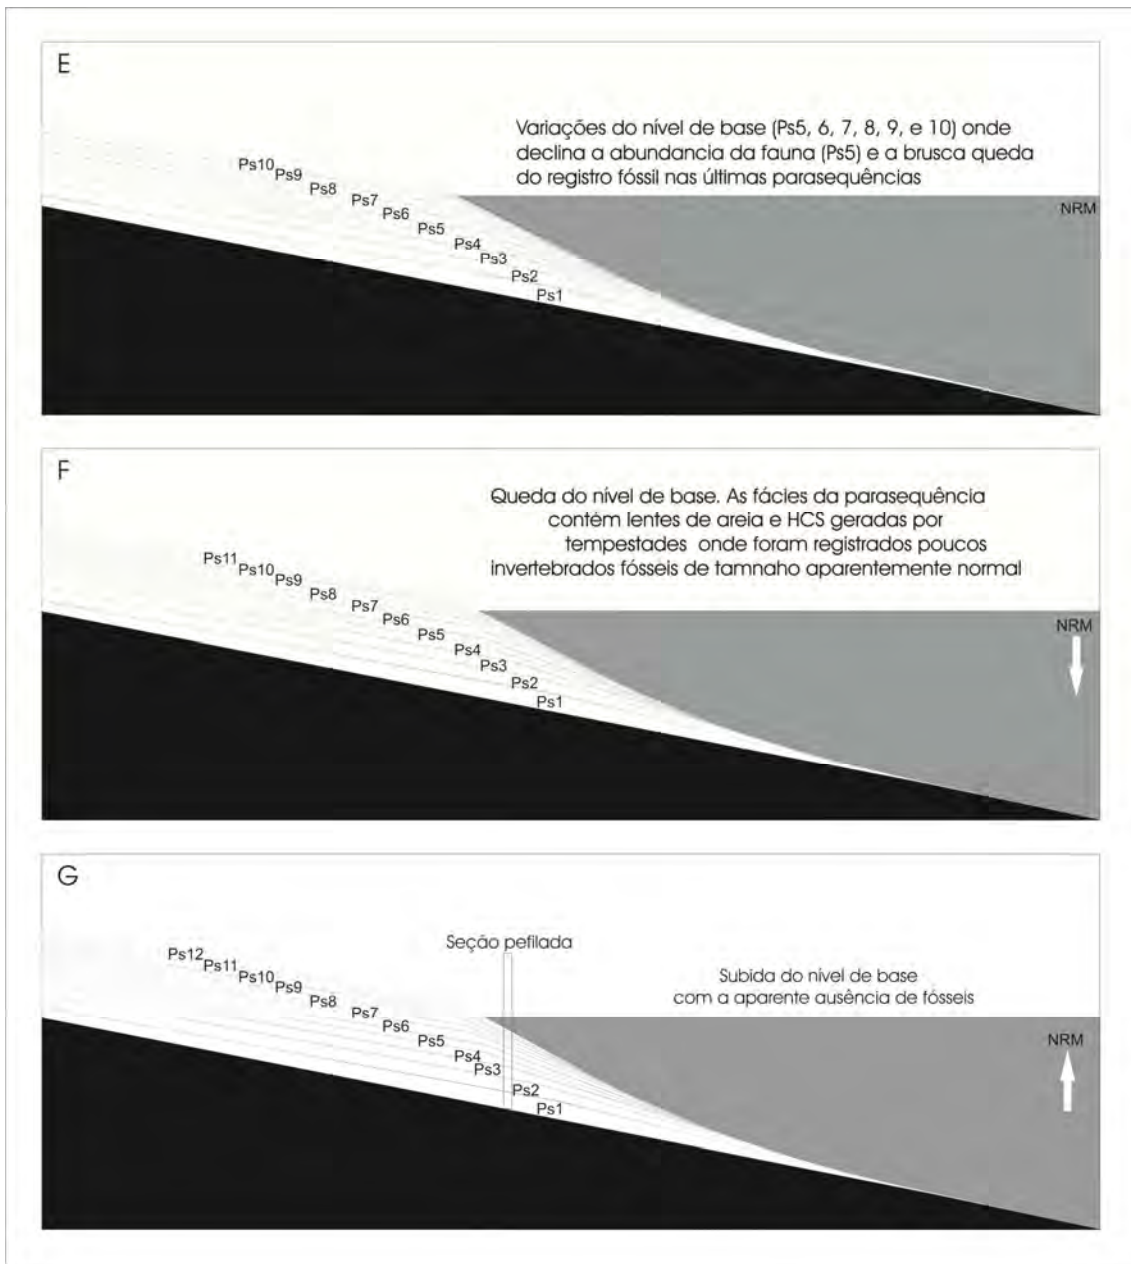 E
Variações do nível de base (Ps5, 6, 7, 8, 9, e 10) onde
declina a abundancia da fauna (Ps5) e a brusca queda
do registro fóssil nas últimas parasequências
NRM
Ps10
Ps9
Ps8
Ps7
Ps6
Ps5
Ps4
Ps3
Ps2
Ps1
F
Queda do nível de base. As fácies da parasequência
contém lentes de areia e HCS geradas por
tempestades onde foram registrados poucos
invertebrados fósseis de tamnaho aparentemente normal
NRM
Ps11
Ps10
Ps9
Ps8
Ps7
Ps6
Ps5
Ps4
Ps3
Ps2
Ps1
G
Seção pefilada
Subida do nível de base
com a aparente ausência de fósseis
NRM
Ps12
Ps11
Ps10
Ps9
Ps8
Ps7
Ps6
Ps5
Ps4
Ps3
Ps2
Ps1